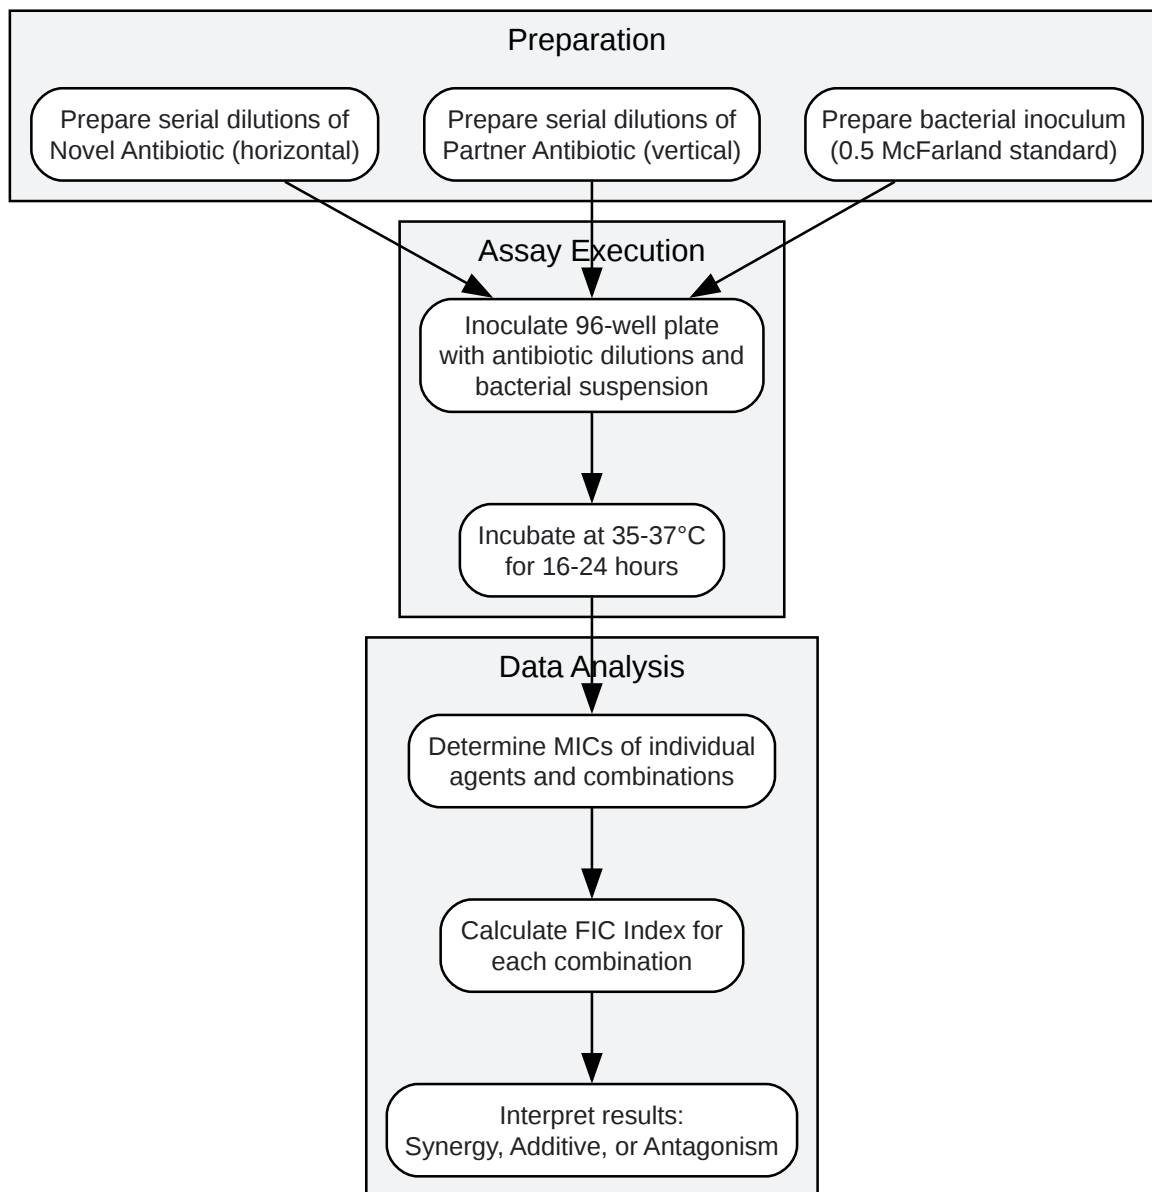 Preparation
Prepare serial dilutions of
Novel Antibiotic (horizontal)
Prepare serial dilutions of
Partner Antibiotic (vertical)
Prepare bacterial inoculum
(0.5 McFarland standard)
Assay Execution
Inoculate 96-well plate
with antibiotic dilutions and
bacterial suspension
Incubate at 35-37°C
for 16-24 hours
Data Analysis
Determine MICs of individual
agents and combinations
Calculate FIC Index for
each combination
Interpret results:
Synergy, Additive, or Antagonism